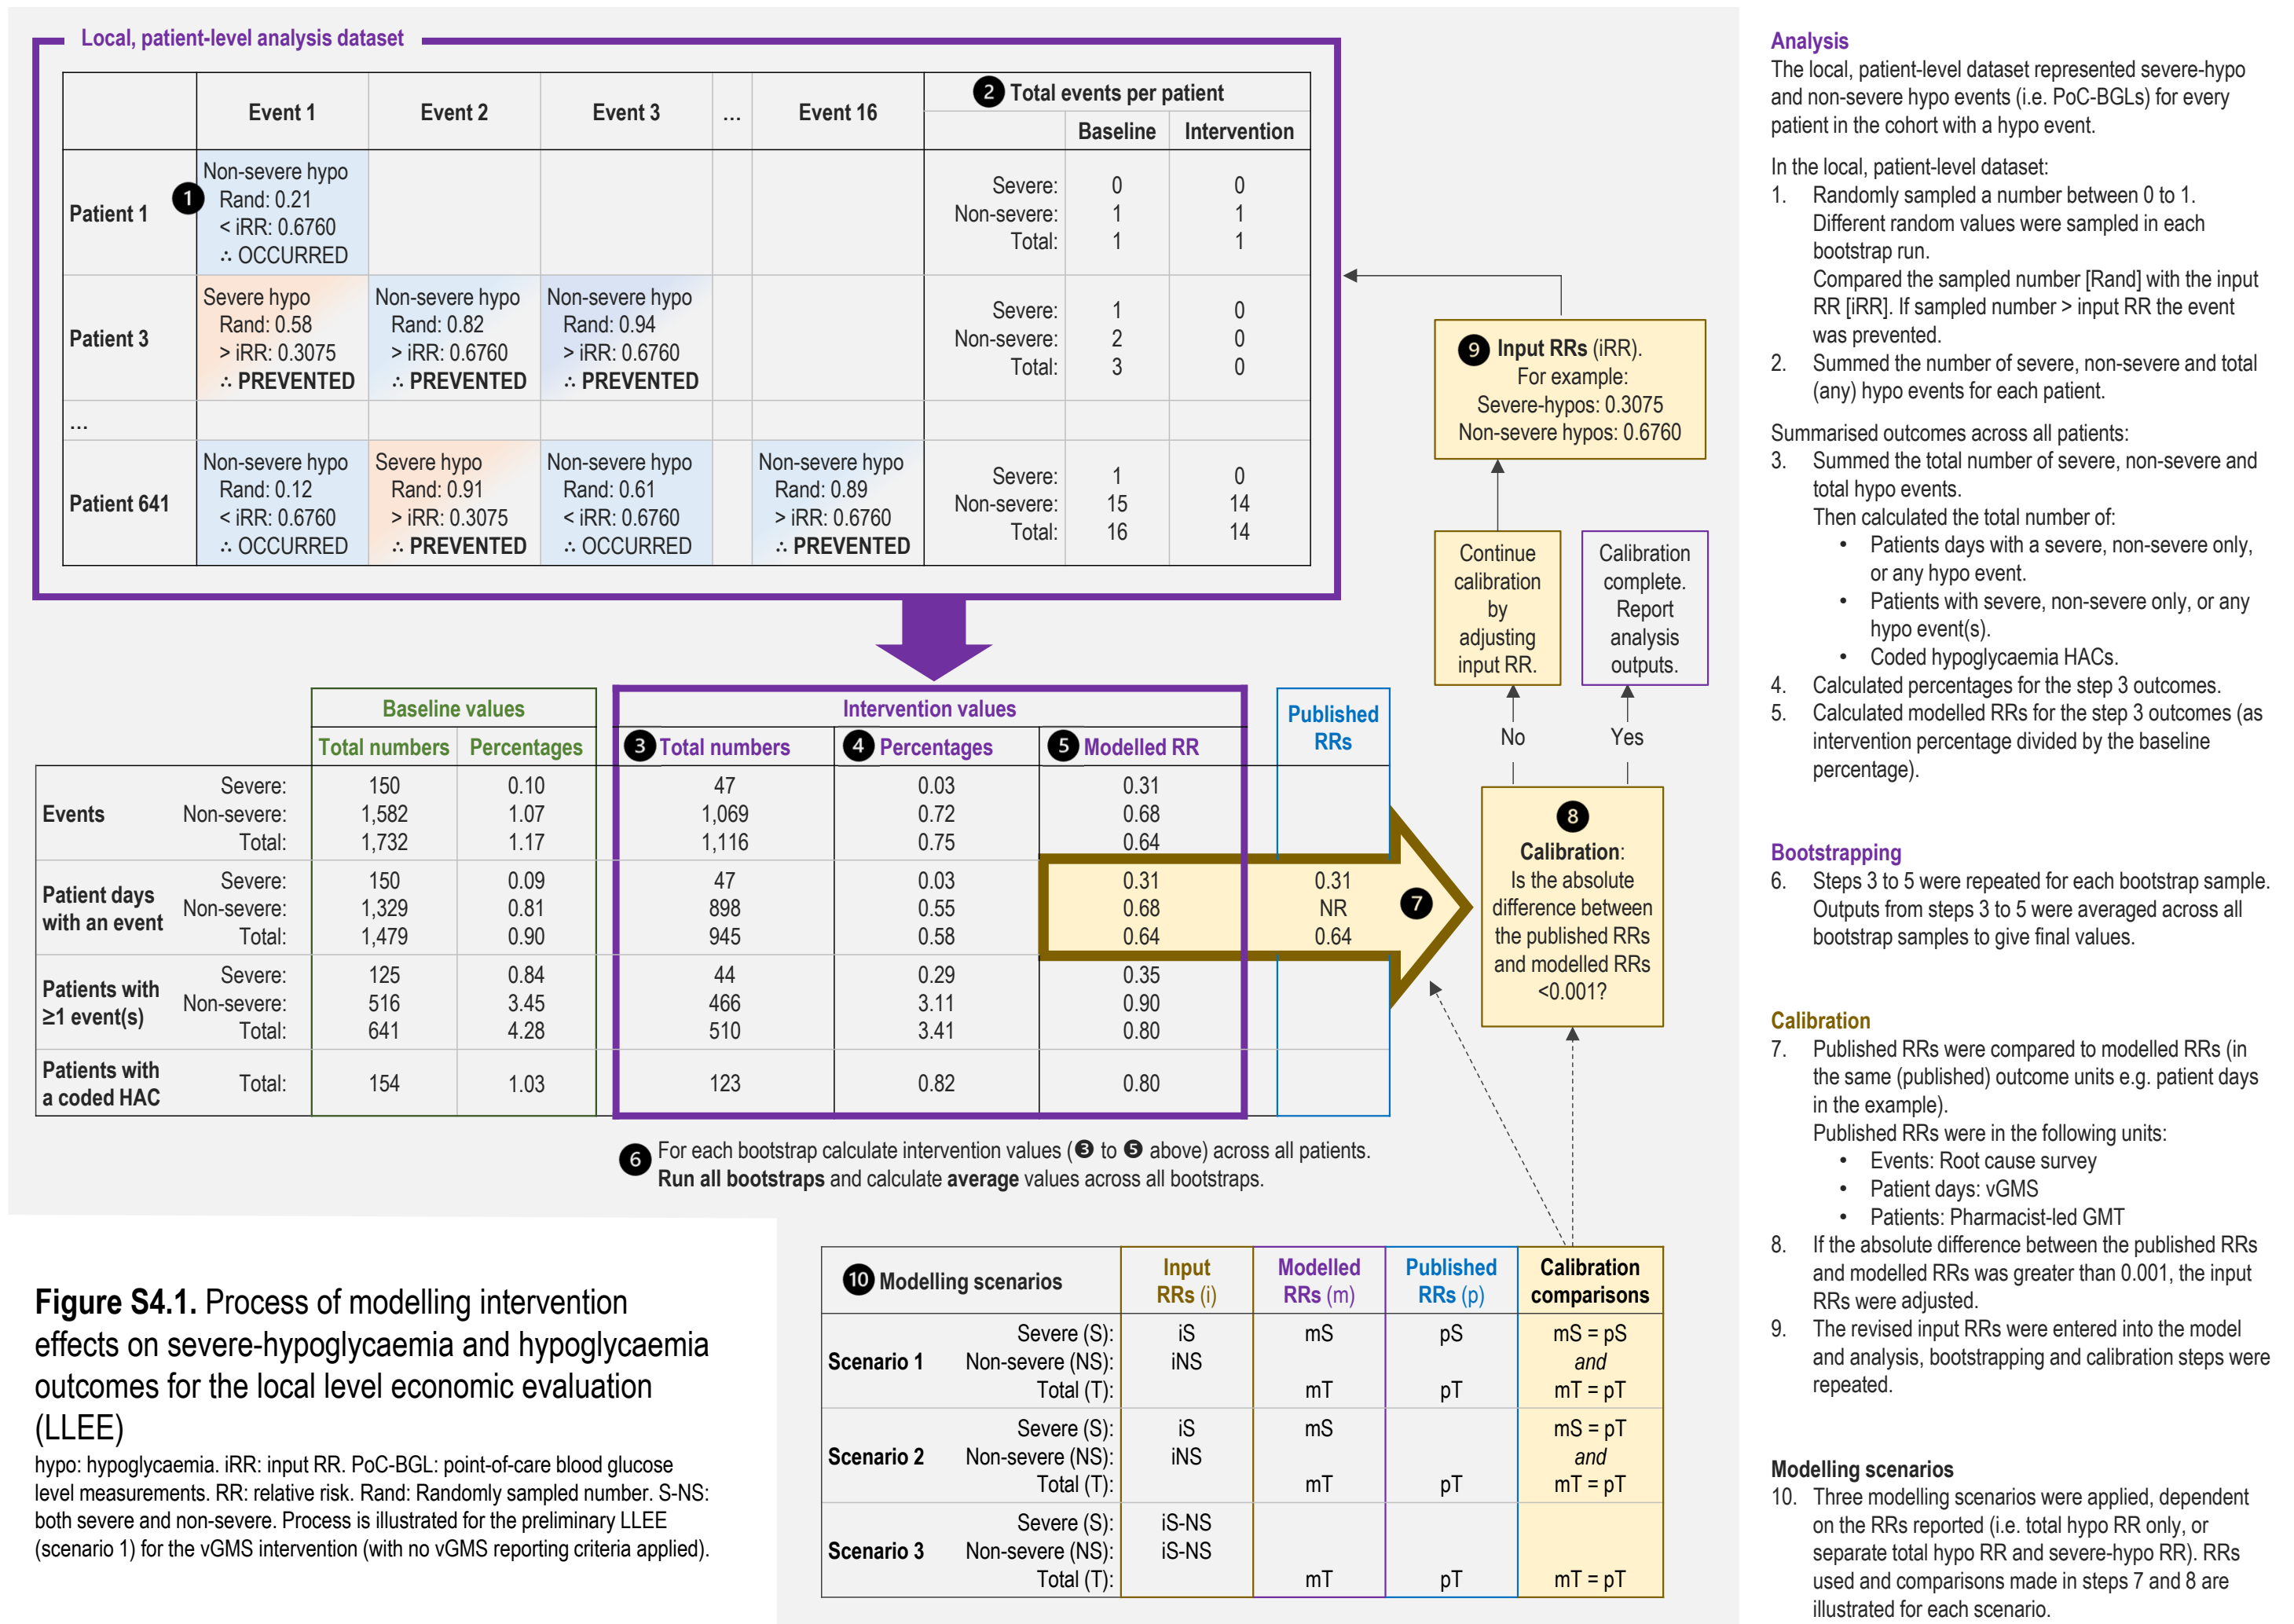 Local, patient-level analysis dataset
Event 1 Event 2 Event 3 ... Event 16 2 Total events per patient
Baseline Intervention
Patient 1
1
Non-severe hypo
Rand: 0.21
< iRR: 0.6760
∴ OCCURRED
Severe: 0 0
Non-severe: 1 1
Total: 1 1
Patient 3
Severe hypo
Rand: 0.58
> iRR: 0.3075
∴ PREVENTED
Non-severe hypo
Rand: 0.82
> iRR: 0.6760
∴ PREVENTED
Non-severe hypo
Rand: 0.94
> iRR: 0.6760
∴ PREVENTED
Severe: 1 0
Non-severe: 2 0
Total: 3 0
...
Patient 641
Non-severe hypo
Rand: 0.12
< iRR: 0.6760
∴ OCCURRED
Severe hypo
Rand: 0.91
> iRR: 0.3075
∴ PREVENTED
Non-severe hypo
Rand: 0.61
< iRR: 0.6760
∴ OCCURRED
Non-severe hypo
Rand: 0.89
> iRR: 0.6760
∴ PREVENTED
Severe: 1 0
Non-severe: 15 14
Total: 16 14
9 Input RRs (iRR).
For example:
Severe-hypos: 0.3075
Non-severe hypos: 0.6760
Continue
calibration
by
adjusting
input RR.
Calibration
complete.
Report
analysis
outputs.
No Yes
8
Calibration:
Is the absolute
difference between
the published RRs
and modelled RRs
<0.001?
Baseline values Intervention values Published
RRs
Total numbers Percentages 3 Total numbers 4 Percentages 5 Modelled RR
Events
Severe: 150 0.10 47 0.03 0.31
Non-severe: 1,582 1.07 1,069 0.72 0.68
Total: 1,732 1.17 1,116 0.75 0.64
Patient days
with an event
Severe: 150 0.09 47 0.03 0.31 0.31
Non-severe: 1,329 0.81 898 0.55 0.68 NR
Total: 1,479 0.90 945 0.58 0.64 0.64
7
Patients with
≥1 event(s)
Severe: 125 0.84 44 0.29 0.35
Non-severe: 516 3.45 466 3.11 0.90
Total: 641 4.28 510 3.41 0.80
Patients with
a coded HAC
Total: 154 1.03 123 0.82 0.80
6 For each bootstrap calculate intervention values (❸ to ❺ above) across all patients.
Run all bootstraps and calculate average values across all bootstraps.
10 Modelling scenarios
Input
RRs (i)
Modelled
RRs (m)
Published
RRs (p)
Calibration
comparisons
Scenario 1
Severe (S): iS mS pS mS = pS
Non-severe (NS): iNS and
Total (T): mT pT mT = pT
Scenario 2
Severe (S): iS mS mS = pT
Non-severe (NS): iNS and
Total (T): mT pT mT = pT
Scenario 3
Severe (S): iS-NS
Non-severe (NS): iS-NS
Total (T): mT pT mT = pT
Figure S4.1. Process of modelling intervention
effects on severe-hypoglycaemia and hypoglycaemia
outcomes for the local level economic evaluation
(LLEE)
hypo: hypoglycaemia. iRR: input RR. PoC-BGL: point-of-care blood glucose
level measurements. RR: relative risk. Rand: Randomly sampled number. S-NS:
both severe and non-severe. Process is illustrated for the preliminary LLEE
(scenario 1) for the vGMS intervention (with no vGMS reporting criteria applied).
Analysis
The local, patient-level dataset represented severe-hypo
and non-severe hypo events (i.e. PoC-BGLs) for every
patient in the cohort with a hypo event.
In the local, patient-level dataset:
1. Randomly sampled a number between 0 to 1.
Different random values were sampled in each
bootstrap run.
Compared the sampled number [Rand] with the input
RR [iRR]. If sampled number > input RR the event
was prevented.
2. Summed the number of severe, non-severe and total
(any) hypo events for each patient.
Summarised outcomes across all patients:
3. Summed the total number of severe, non-severe and
total hypo events.
Then calculated the total number of:
• Patients days with a severe, non-severe only,
or any hypo event.
• Patients with severe, non-severe only, or any
hypo event(s).
• Coded hypoglycaemia HACs.
4. Calculated percentages for the step 3 outcomes.
5. Calculated modelled RRs for the step 3 outcomes (as
intervention percentage divided by the baseline
percentage).
Bootstrapping
6. Steps 3 to 5 were repeated for each bootstrap sample.
Outputs from steps 3 to 5 were averaged across all
bootstrap samples to give final values.
Calibration
7. Published RRs were compared to modelled RRs (in
the same (published) outcome units e.g. patient days
in the example).
Published RRs were in the following units:
• Events: Root cause survey
• Patient days: vGMS
• Patients: Pharmacist-led GMT
8. If the absolute difference between the published RRs
and modelled RRs was greater than 0.001, the input
RRs were adjusted.
9. The revised input RRs were entered into the model
and analysis, bootstrapping and calibration steps were
repeated.
Modelling scenarios
10. Three modelling scenarios were applied, dependent
on the RRs reported (i.e. total hypo RR only, or
separate total hypo RR and severe-hypo RR). RRs
used and comparisons made in steps 7 and 8 are
illustrated for each scenario.